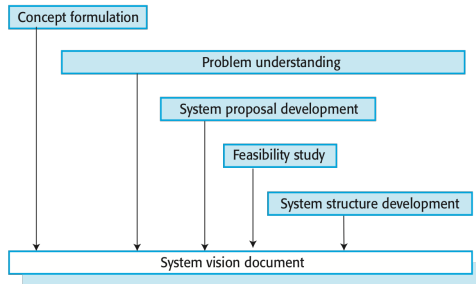 Concept formulation
Problem understanding
System proposal development
Feasibility study
System structure development
System vision document